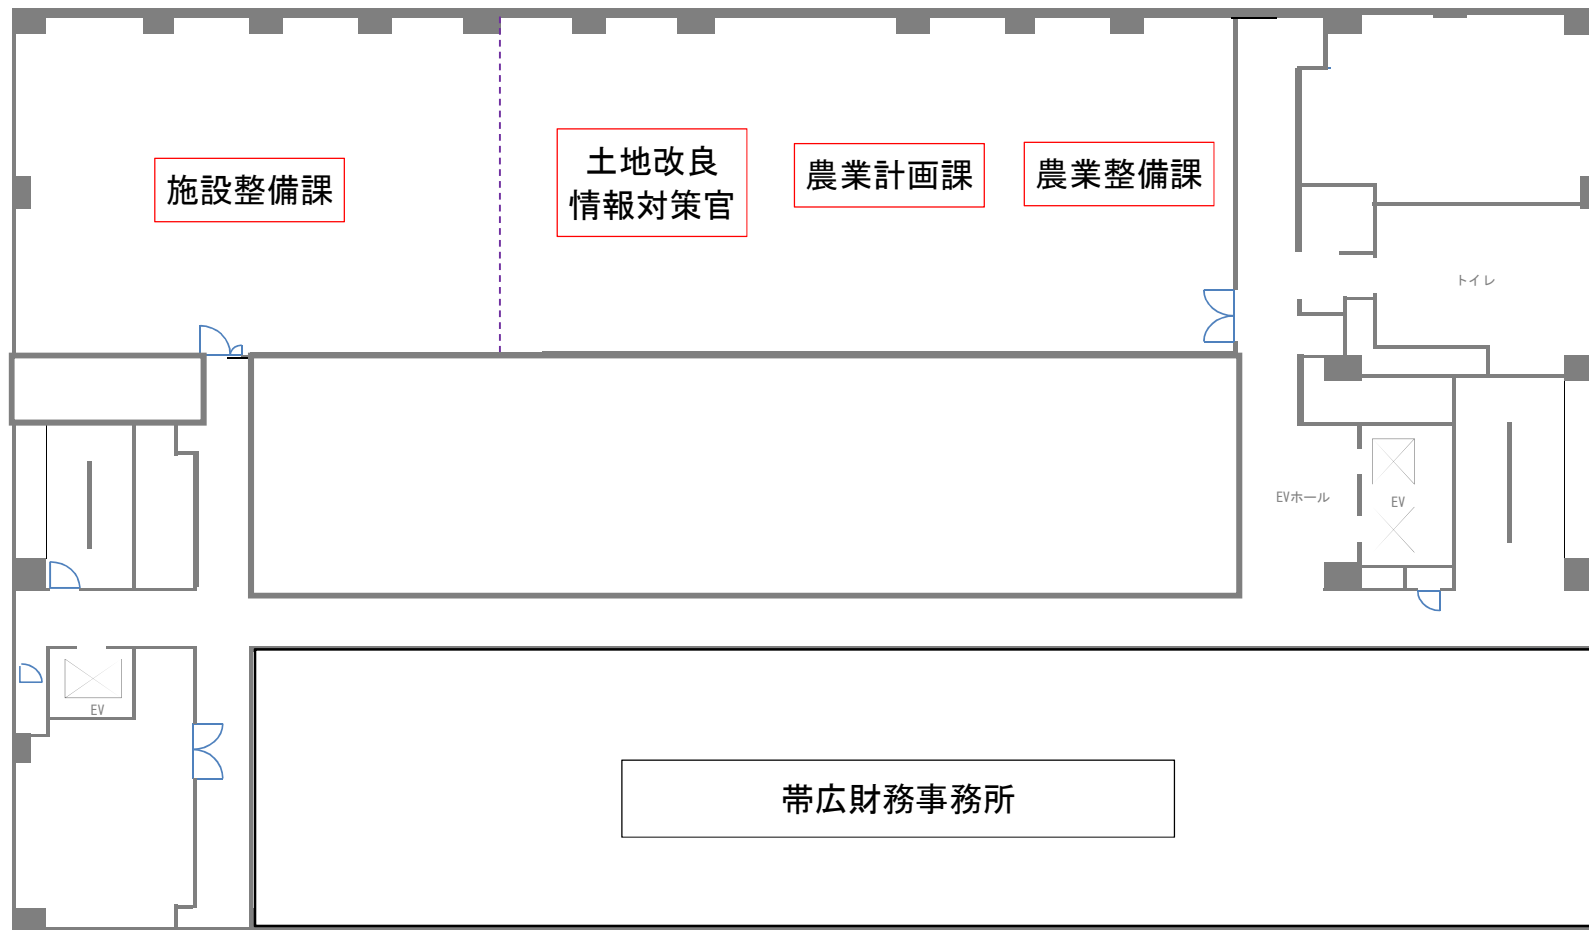 施設整備課
土地改良
情報対策官
農業計画課
農業整備課
トイレ
EVホール
EV
EV
帯広財務事務所